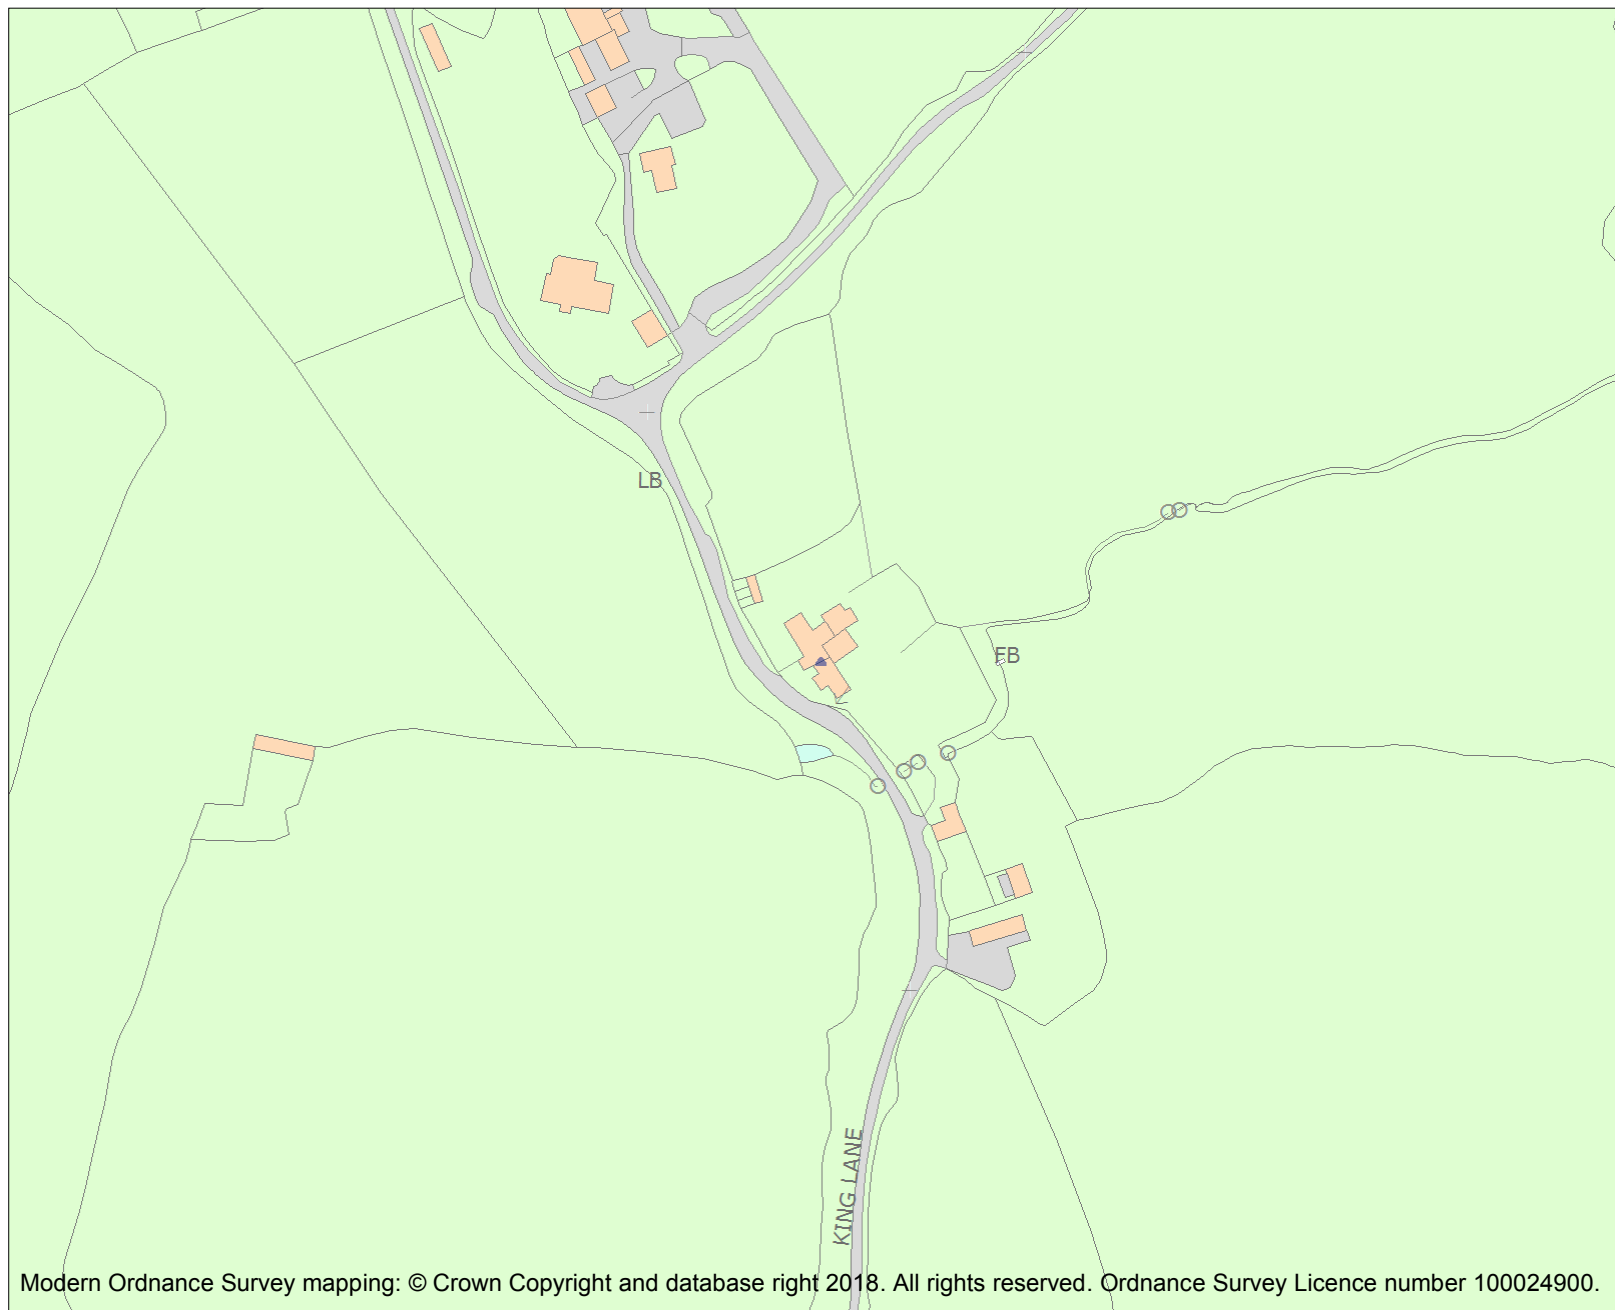 LB
FB
KING LANE
Modern Ordnance Survey mapping: © Crown Copyright and database right 2018. All rights reserved. Ordnance Survey Licence number 100024900.